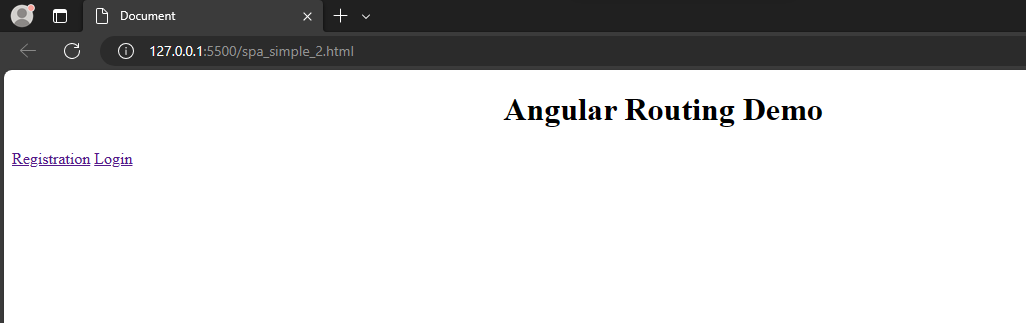 Document
127.0.0.1:5500/spa_simple_2.html
Angular Routing Demo
Registration Login